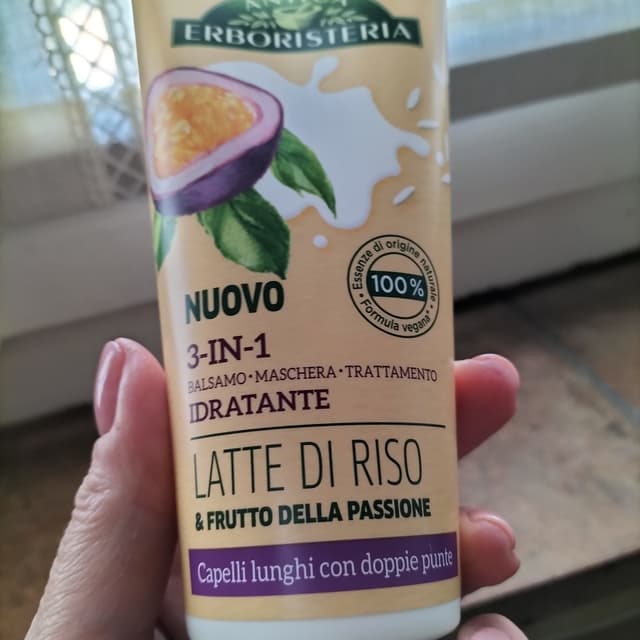 ERBORISTERIA
Essenze di origine naturale
100%
Formula vegana
NUOVO
3-IN-1
BALSAMO • MASCHERA • TRATTAMENTO
IDRATANTE
LATTE DI RISO
& FRUTTO DELLA PASSIONE
Capelli lunghi con doppie punte